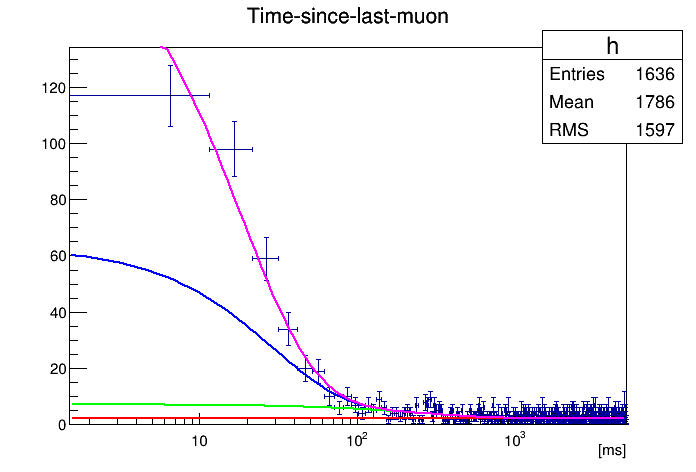 Time-since-last-muon
h
Entries 1636
Mean 1786
RMS 1597
120
100
80
60
40
20
0
10 10² 10³
[ms]